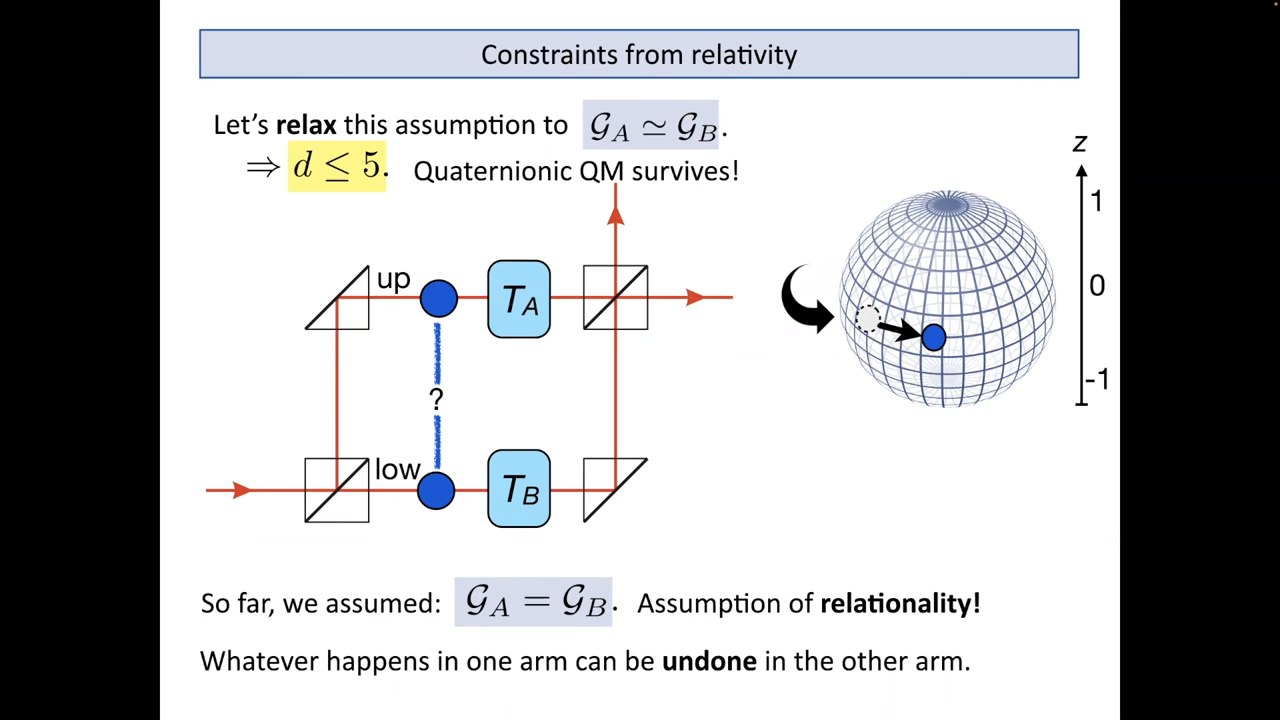 Constraints from relativity
Let's relax this assumption to 𝒢_A ≃ 𝒢_B.
⇒ d ≤ 5. Quaternionic QM survives!
z
1
0
-1
up
T_A
?
low
T_B
So far, we assumed: 𝒢_A = 𝒢_B. Assumption of relationality!
Whatever happens in one arm can be undone in the other arm.